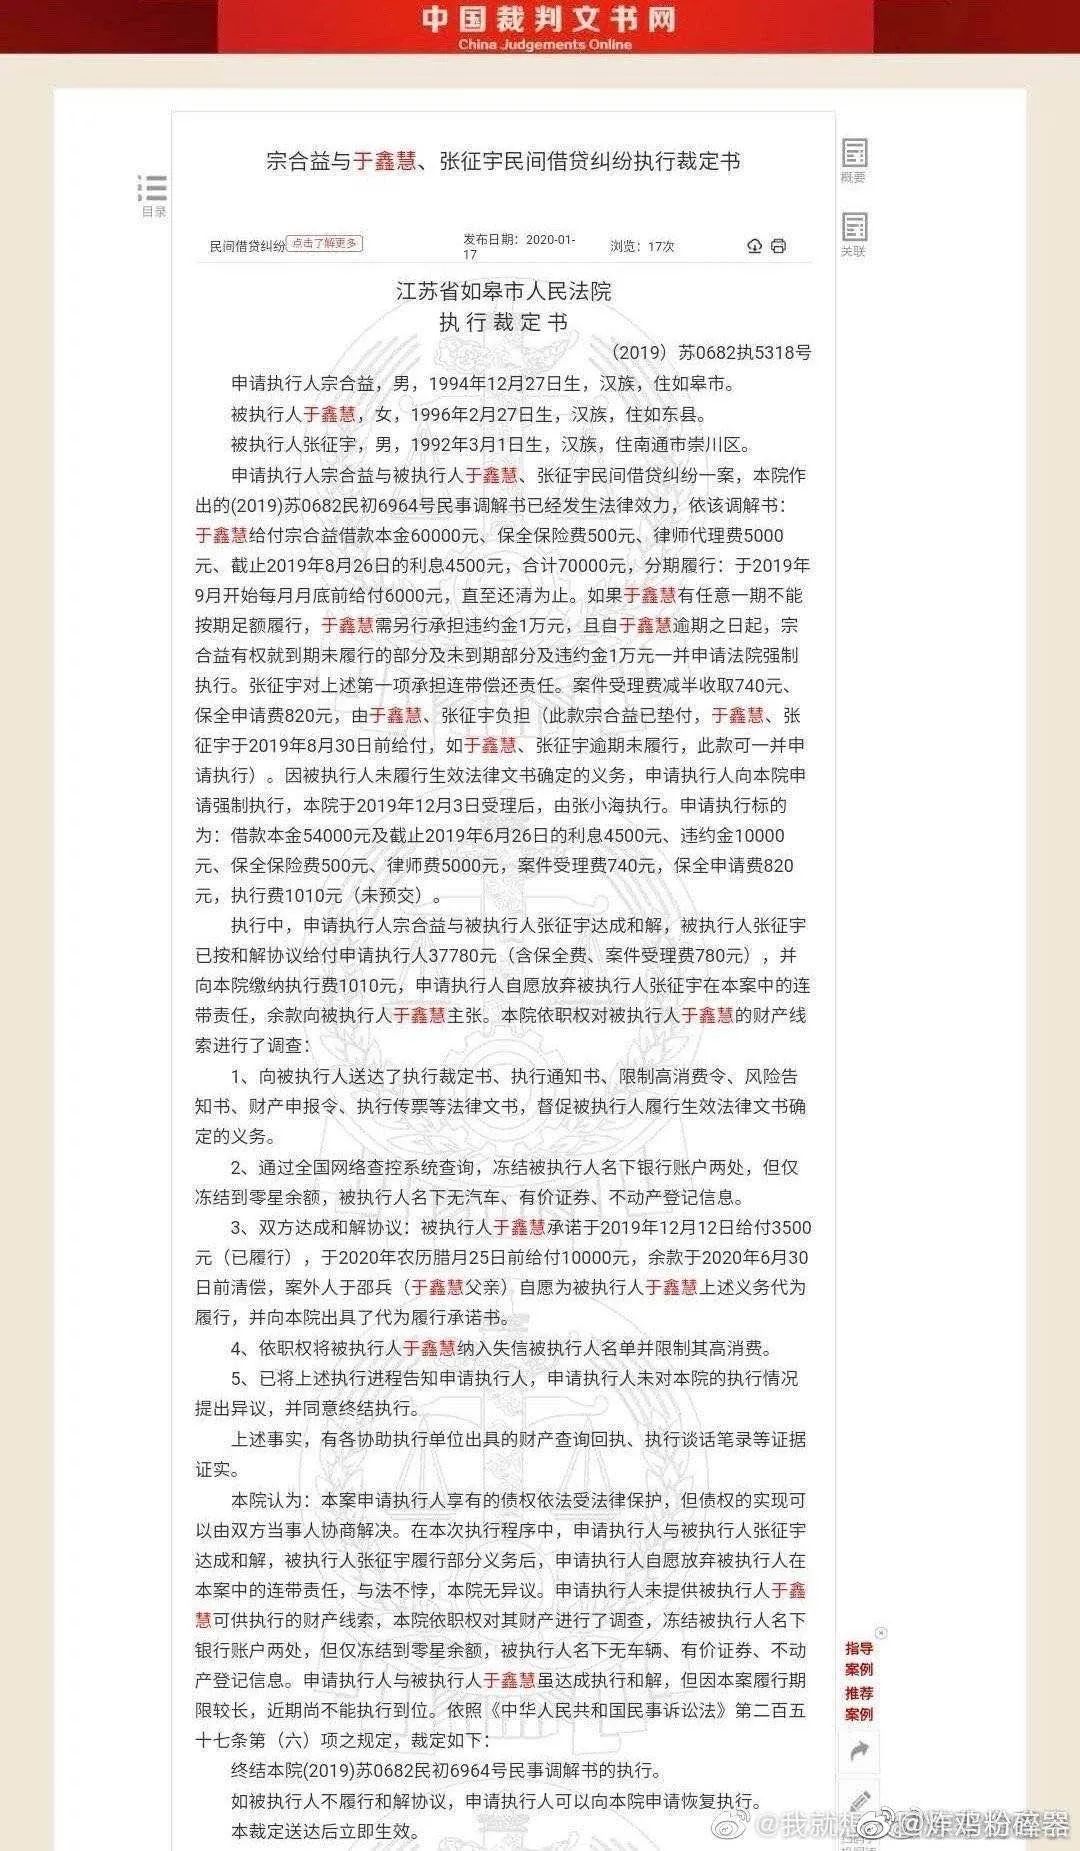 中国裁判文书网
China Judgements Online
宗合益与于鑫慧、张征宇民间借贷纠纷执行裁定书
概要
目录
关联
民间借贷纠纷 点击了解更多
发布日期：2020-01-
17
浏览：17次
江苏省如皋市人民法院
执 行 裁 定 书
（2019）苏0682执5318号
申请执行人宗合益，男，1994年12月27日生，汉族，住如皋市。
被执行人于鑫慧，女，1996年2月27日生，汉族，住如东县。
被执行人张征宇，男，1992年3月1日生，汉族，住南通市崇川区。
申请执行人宗合益与被执行人于鑫慧、张征宇民间借贷纠纷一案，本院作
出的(2019)苏0682民初6964号民事调解书已经发生法律效力，依该调解书：
于鑫慧给付宗合益借款本金60000元、保全保险费500元、律师代理费5000
元、截止2019年8月26日的利息4500元，合计70000元，分期履行：于2019年
9月开始每月月底前给付6000元，直至还清为止。如果于鑫慧有任意一期不能
按期足额履行，于鑫慧需另行承担违约金1万元，且自于鑫慧逾期之日起，宗
合益有权就到期未履行的部分及未到期部分及违约金1万元一并申请法院强制
执行。张征宇对上述第一项承担连带偿还责任。案件受理费减半收取740元、
保全申请费820元，由于鑫慧、张征宇负担（此款宗合益已垫付，于鑫慧、张
征宇于2019年8月30日前给付，如于鑫慧、张征宇逾期未履行，此款可一并申
请执行）。因被执行人未履行生效法律文书确定的义务，申请执行人向本院申
请强制执行，本院于2019年12月3日受理后，由张小海执行。申请执行标的
为：借款本金54000元及截止2019年6月26日的利息4500元、违约金10000
元、保全保险费500元、律师费5000元，案件受理费740元，保全申请费820
元，执行费1010元（未预交）。
执行中，申请执行人宗合益与被执行人张征宇达成和解，被执行人张征宇
已按和解协议给付申请执行人37780元（含保全费、案件受理费780元），并
向本院缴纳执行费1010元，申请执行人自愿放弃被执行人张征宇在本案中的连
带责任，余款向被执行人于鑫慧主张。本院依职权对被执行人于鑫慧的财产线
索进行了调查：
1、向被执行人送达了执行裁定书、执行通知书、限制高消费令、风险告
知书、财产申报令、执行传票等法律文书，督促被执行人履行生效法律文书确
定的义务。
2、通过全国网络查控系统查询，冻结被执行人名下银行账户两处，但仅
冻结到零星余额，被执行人名下无汽车、有价证券、不动产登记信息。
3、双方达成和解协议：被执行人于鑫慧承诺于2019年12月12日给付3500
元（已履行），于2020年农历腊月25日前给付10000元，余款于2020年6月30
日前清偿，案外人于邵兵（于鑫慧父亲）自愿为被执行人于鑫慧上述义务代为
履行，并向本院出具了代为履行承诺书。
4、依职权将被执行人于鑫慧纳入失信被执行人名单并限制其高消费。
5、已将上述执行进程告知申请执行人，申请执行人未对本院的执行情况
提出异议，并同意终结执行。
上述事实，有各协助执行单位出具的财产查询回执、执行谈话笔录等证据
证实。
本院认为：本案申请执行人享有的债权依法受法律保护，但债权的实现可
以由双方当事人协商解决。在本次执行程序中，申请执行人与被执行人张征宇
达成和解，被执行人张征宇履行部分义务后，申请执行人自愿放弃被执行人在
本案中的连带责任，与法不悖，本院无异议。申请执行人未提供被执行人于鑫
慧可供执行的财产线索，本院依职权对其财产进行了调查，冻结被执行人名下
银行账户两处，但仅冻结到零星余额，被执行人名下无车辆、有价证券、不动
产登记信息。申请执行人与被执行人于鑫慧虽达成执行和解，但因本案履行期
限较长，近期尚不能执行到位。依照《中华人民共和国民事诉讼法》第二百五
十七条第（六）项之规定，裁定如下：
终结本院(2019)苏0682民初6964号民事调解书的执行。
如被执行人不履行和解协议，申请执行人可以向本院申请恢复执行。
本裁定送达后立即生效。
指导
案例
推荐
案例
@我就想
@炸鸡粉碎器